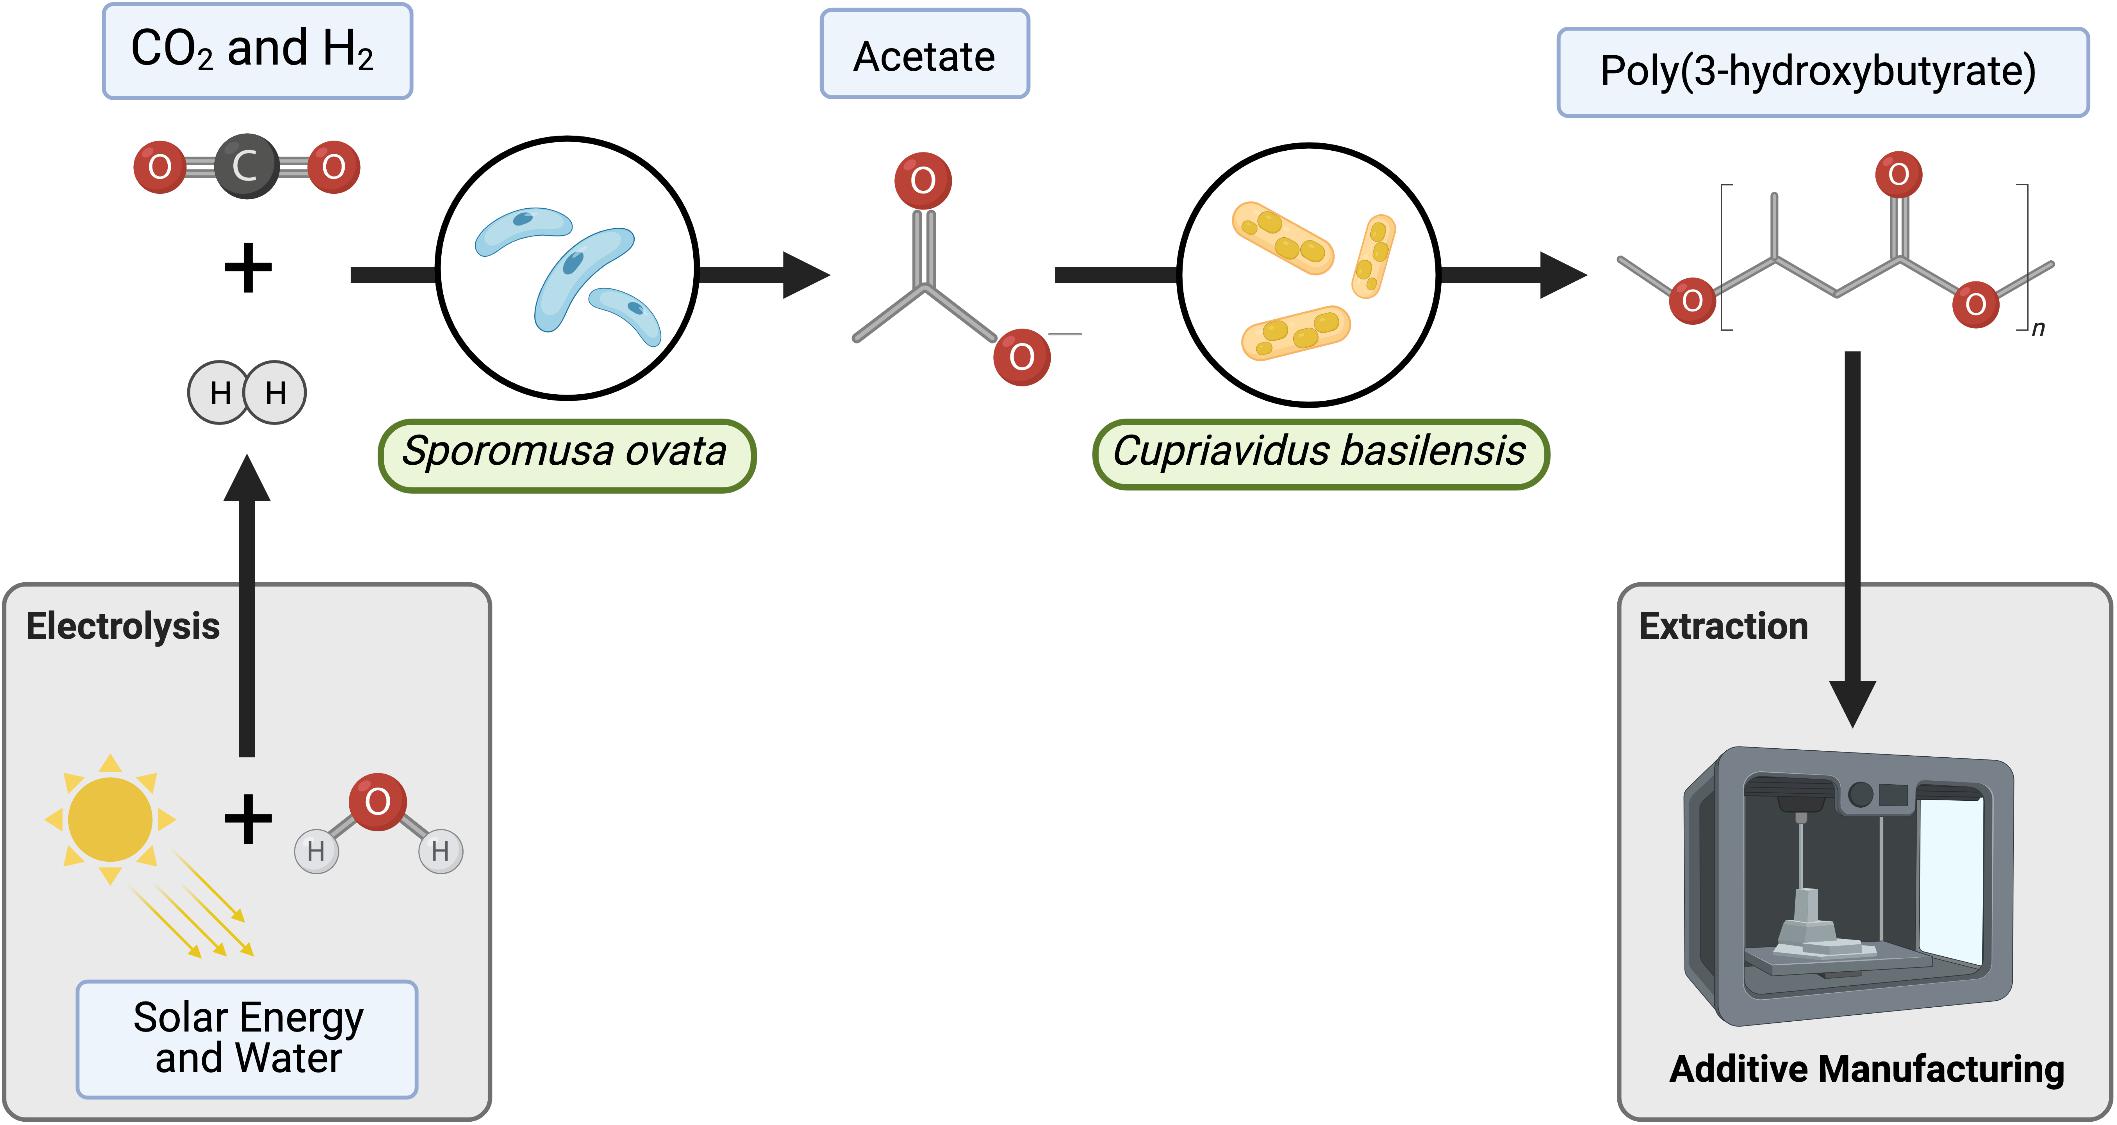 CO₂ and H₂
Acetate
Poly(3-hydroxybutyrate)
O C O
+
H H
Sporomusa ovata
O
O
—
Cupriavidus basilensis
O
O
O
n
Electrolysis
+
O
H H
Solar Energy
and Water
Extraction
Additive Manufacturing